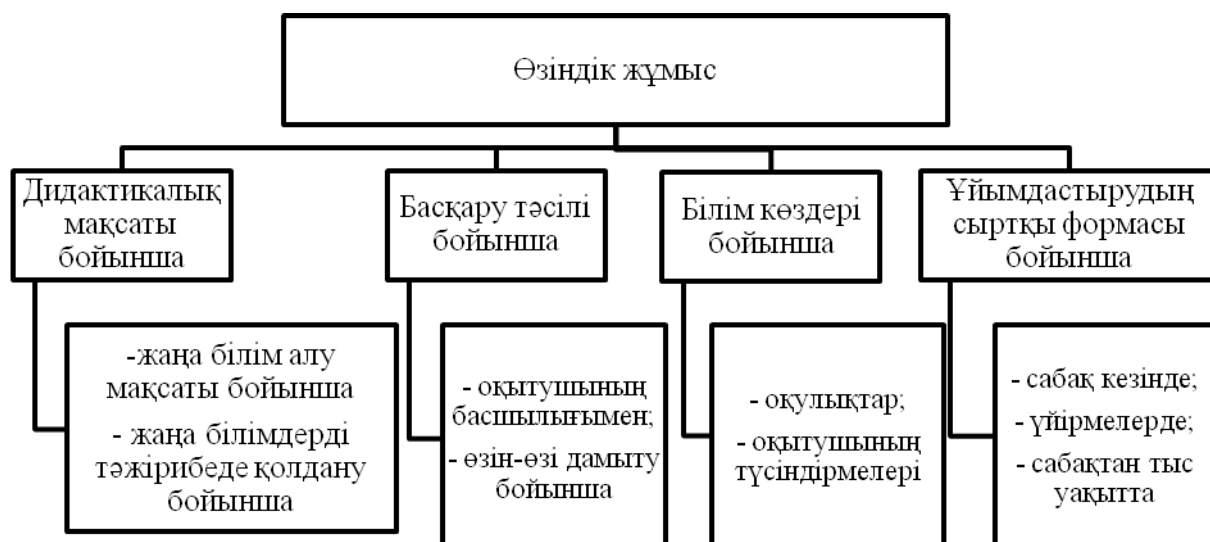 Өзіндік жұмыс
Дидактикалық
мақсаты
бойынша
Басқару тәсілі
бойынша
Білім көздері
бойынша
Ұйымдастырудың
сыртқы формасы
бойынша
-жаңа білім алу
мақсаты бойынша
- жаңа білімдерді
тәжірибеде қолдану
бойынша
- оқытушының
басшылығымен;
- өзін-өзі дамыту
бойынша
- оқулықтар;
- оқытушының
түсіндірмелері
- сабақ кезінде;
- үйірмелерде;
- сабақтан тыс
уақытта